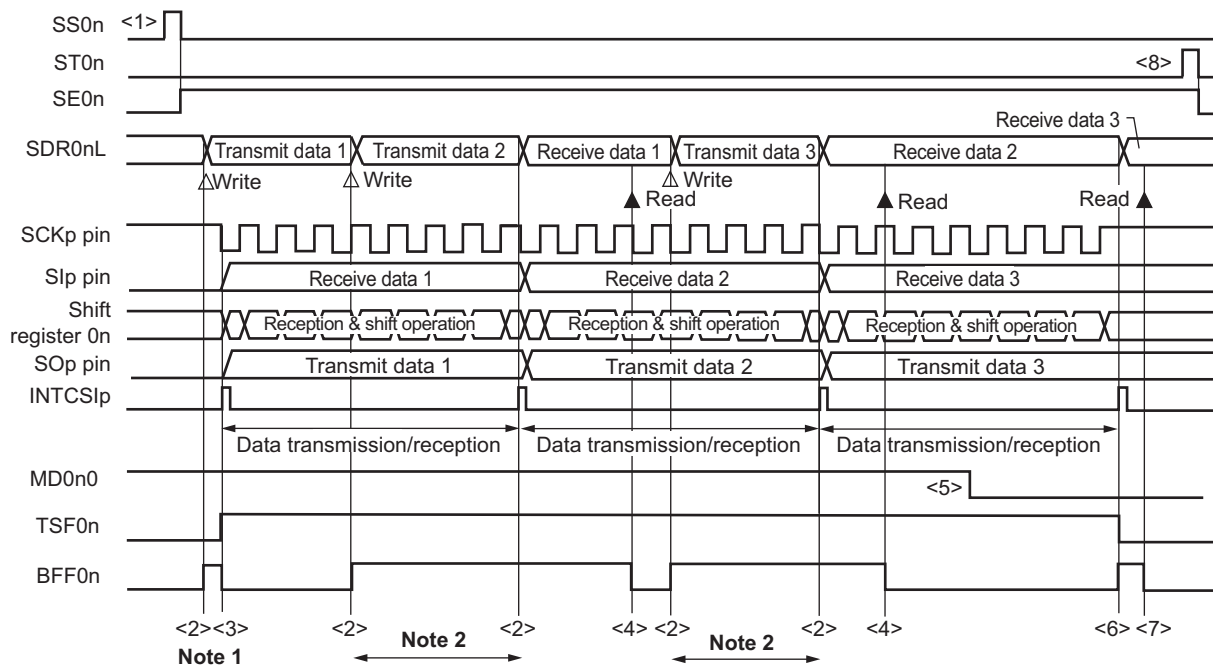 SS0n <1>
ST0n <8>
SE0n
Receive data 3
SDR0nL Transmit data 1 Transmit data 2 Receive data 1 Transmit data 3 Receive data 2
Write Write Write
Read Read Read
SCKp pin
SIp pin Receive data 1 Receive data 2 Receive data 3
Shift
register 0n Reception & shift operation Reception & shift operation Reception & shift operation
SOp pin Transmit data 1 Transmit data 2 Transmit data 3
INTCSIp
Data transmission/reception Data transmission/reception Data transmission/reception
MD0n0 <5>
TSF0n
BFF0n
<2> <3> <2> <2> <4> <2> <2> <4> <6> <7>
Note 1 Note 2 Note 2